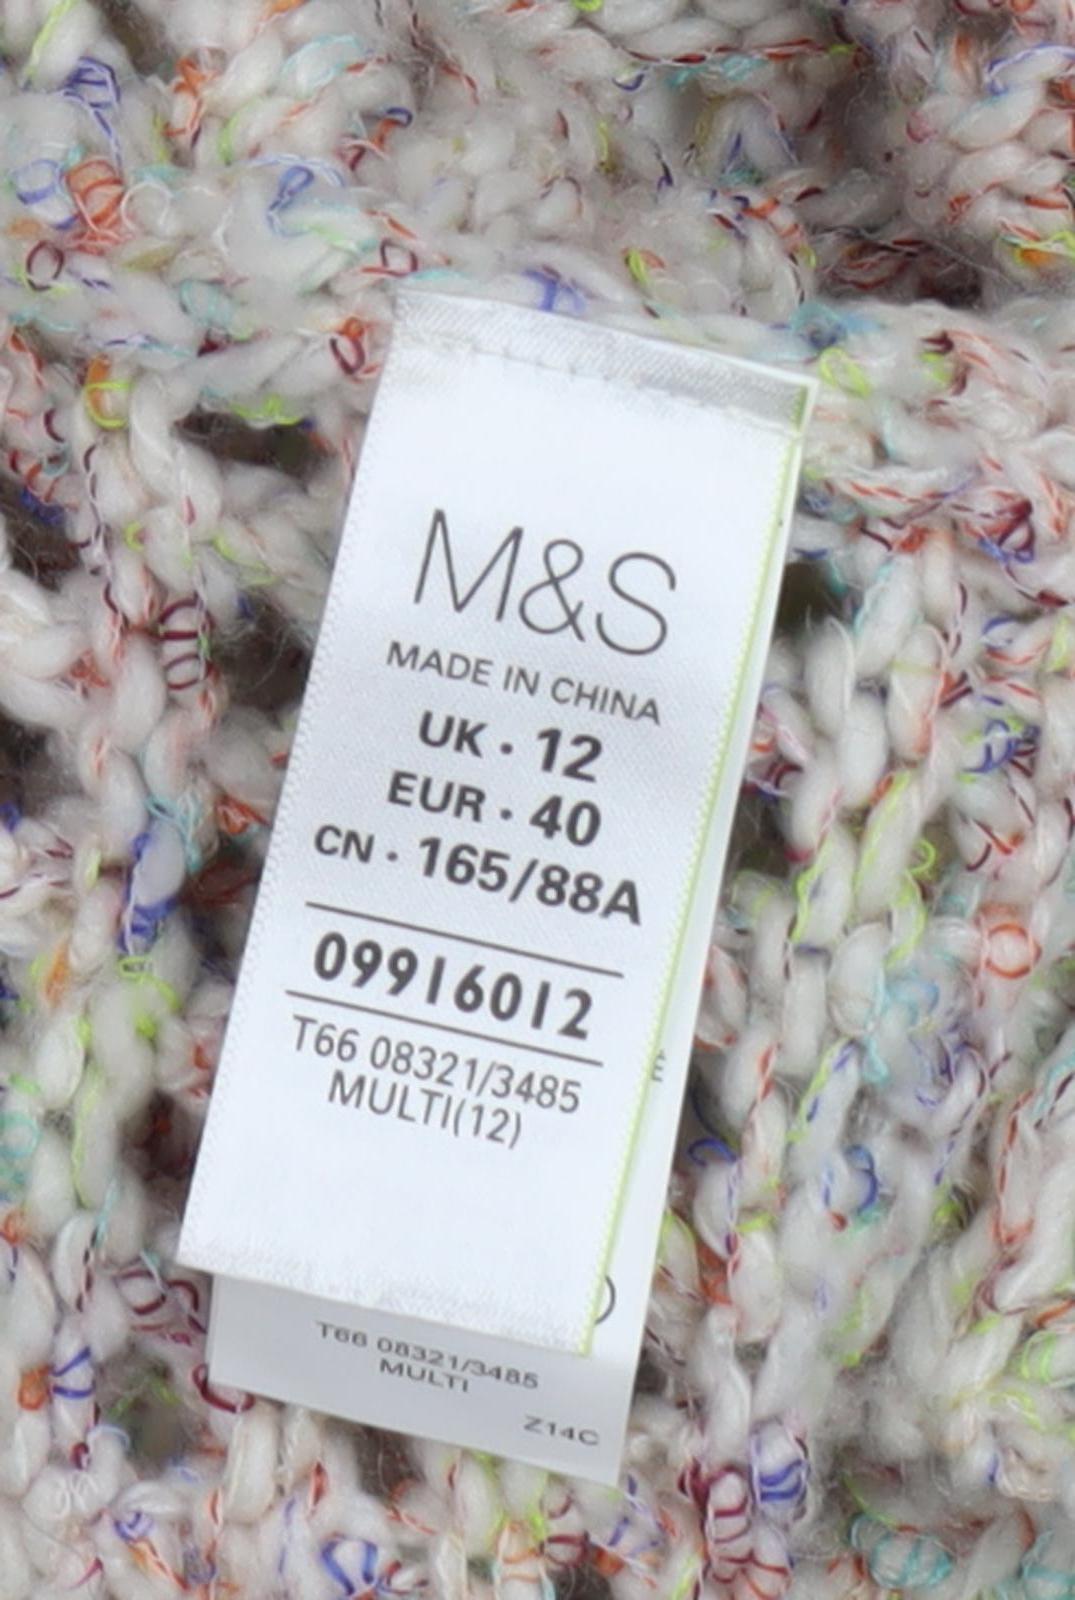 M&S
MADE IN CHINA
UK · 12
EUR · 40
CN · 165/88A
09916012
T66 08321/3485
MULTI(12)
T66 08321/3485
MULTI
Z14C